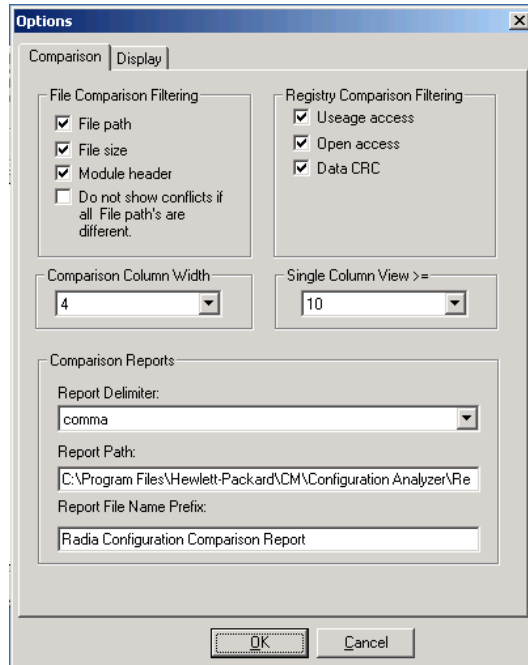 Options
Comparison
Display
File Comparison Filtering
File path
File size
Module header
Do not show conflicts if
all File path's are
different.
Registry Comparison Filtering
Useage access
Open access
Data CRC
Comparison Column Width
4
Single Column View >=
10
Comparison Reports
Report Delimiter:
comma
Report Path:
C:\Program Files\Hewlett-Packard\CM\Configuration Analyzer\Re
Report File Name Prefix:
Radia Configuration Comparison Report
OK
Cancel